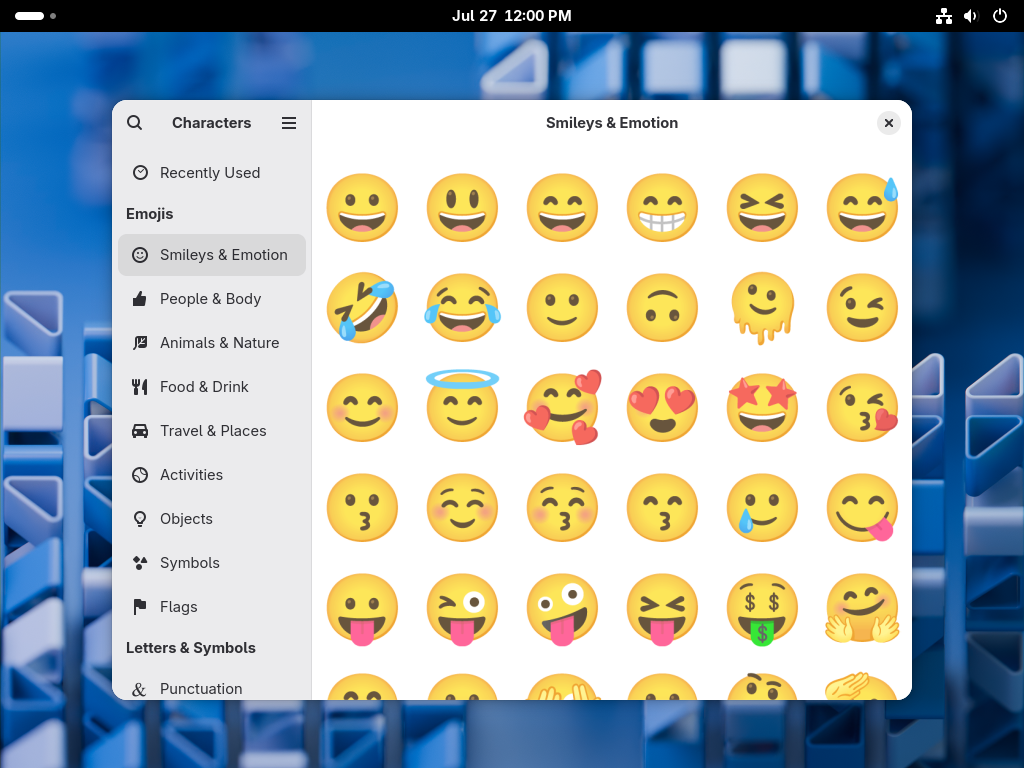 Jul 27 12:00 PM
Characters
Smileys & Emotion
Recently Used
Emojis
Smileys & Emotion
People & Body
Animals & Nature
Food & Drink
Travel & Places
Activities
Objects
Symbols
Flags
Letters & Symbols
& Punctuation